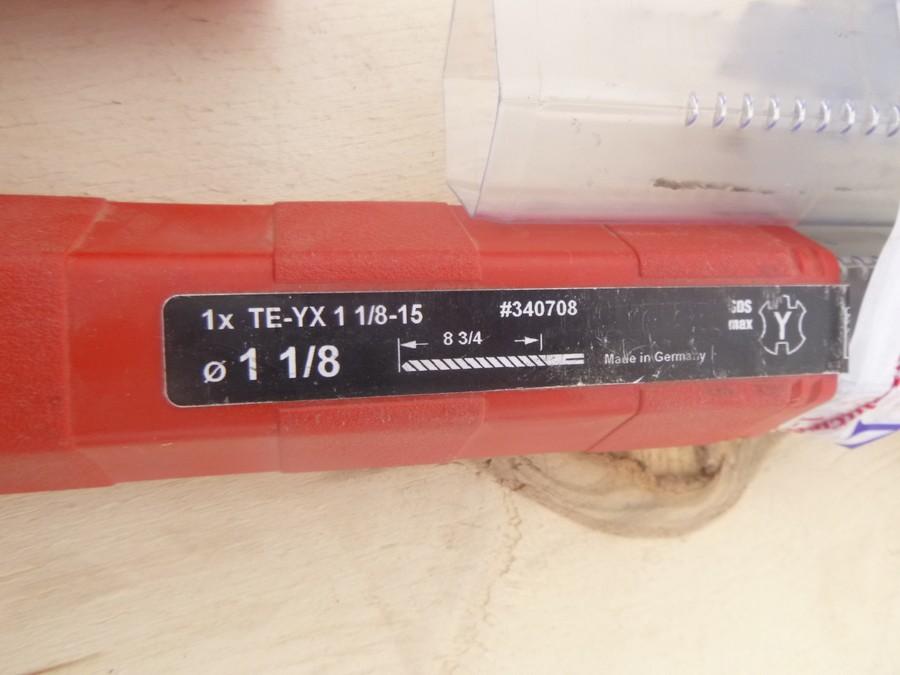 1x TE-YX 1 1/8-15
#340708
SDS
max
Y
8 3/4
ø 1 1/8
Made in Germany